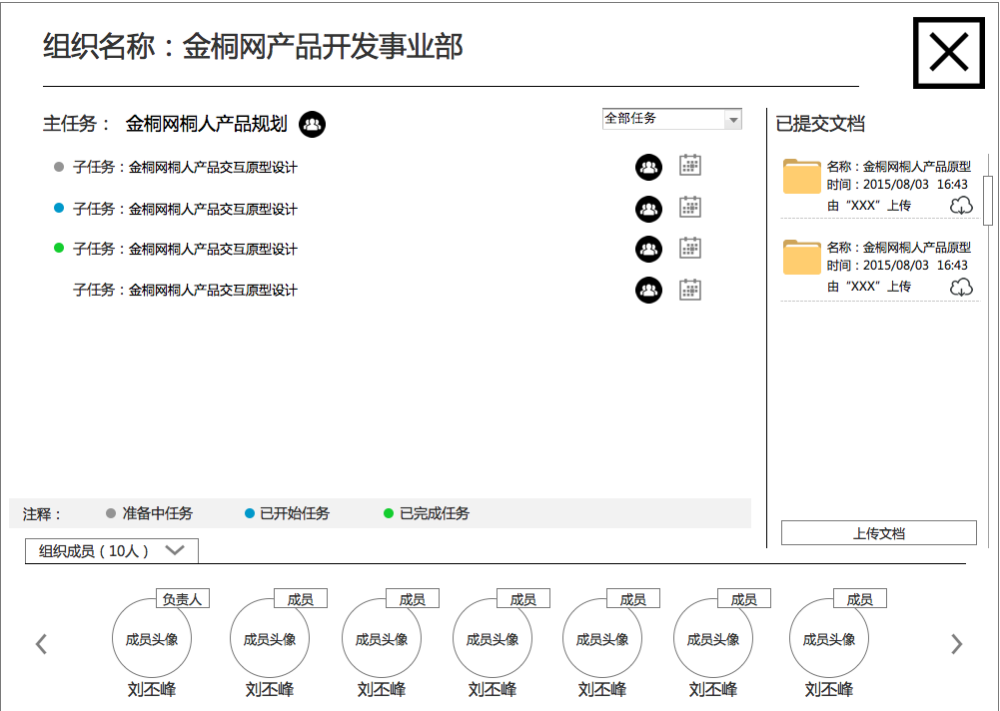 组织名称：金桐网产品开发事业部
主任务： 金桐网桐人产品规划
全部任务
子任务：金桐网桐人产品交互原型设计
子任务：金桐网桐人产品交互原型设计
子任务：金桐网桐人产品交互原型设计
子任务：金桐网桐人产品交互原型设计
已提交文档
名称：金桐网桐人产品原型
时间：2015/08/03 16:43
由“XXX”上传
名称：金桐网桐人产品原型
时间：2015/08/03 16:43
由“XXX”上传
上传文档
注释： 准备中任务 已开始任务 已完成任务
组织成员（10人）
负责人 成员 成员 成员 成员 成员 成员
成员头像 成员头像 成员头像 成员头像 成员头像 成员头像 成员头像
刘丕峰 刘丕峰 刘丕峰 刘丕峰 刘丕峰 刘丕峰 刘丕峰